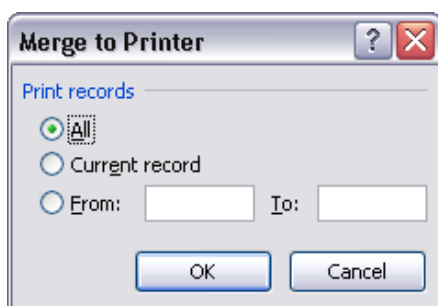 Merge to Printer
Print records
All
Current record
From: To:
OK Cancel